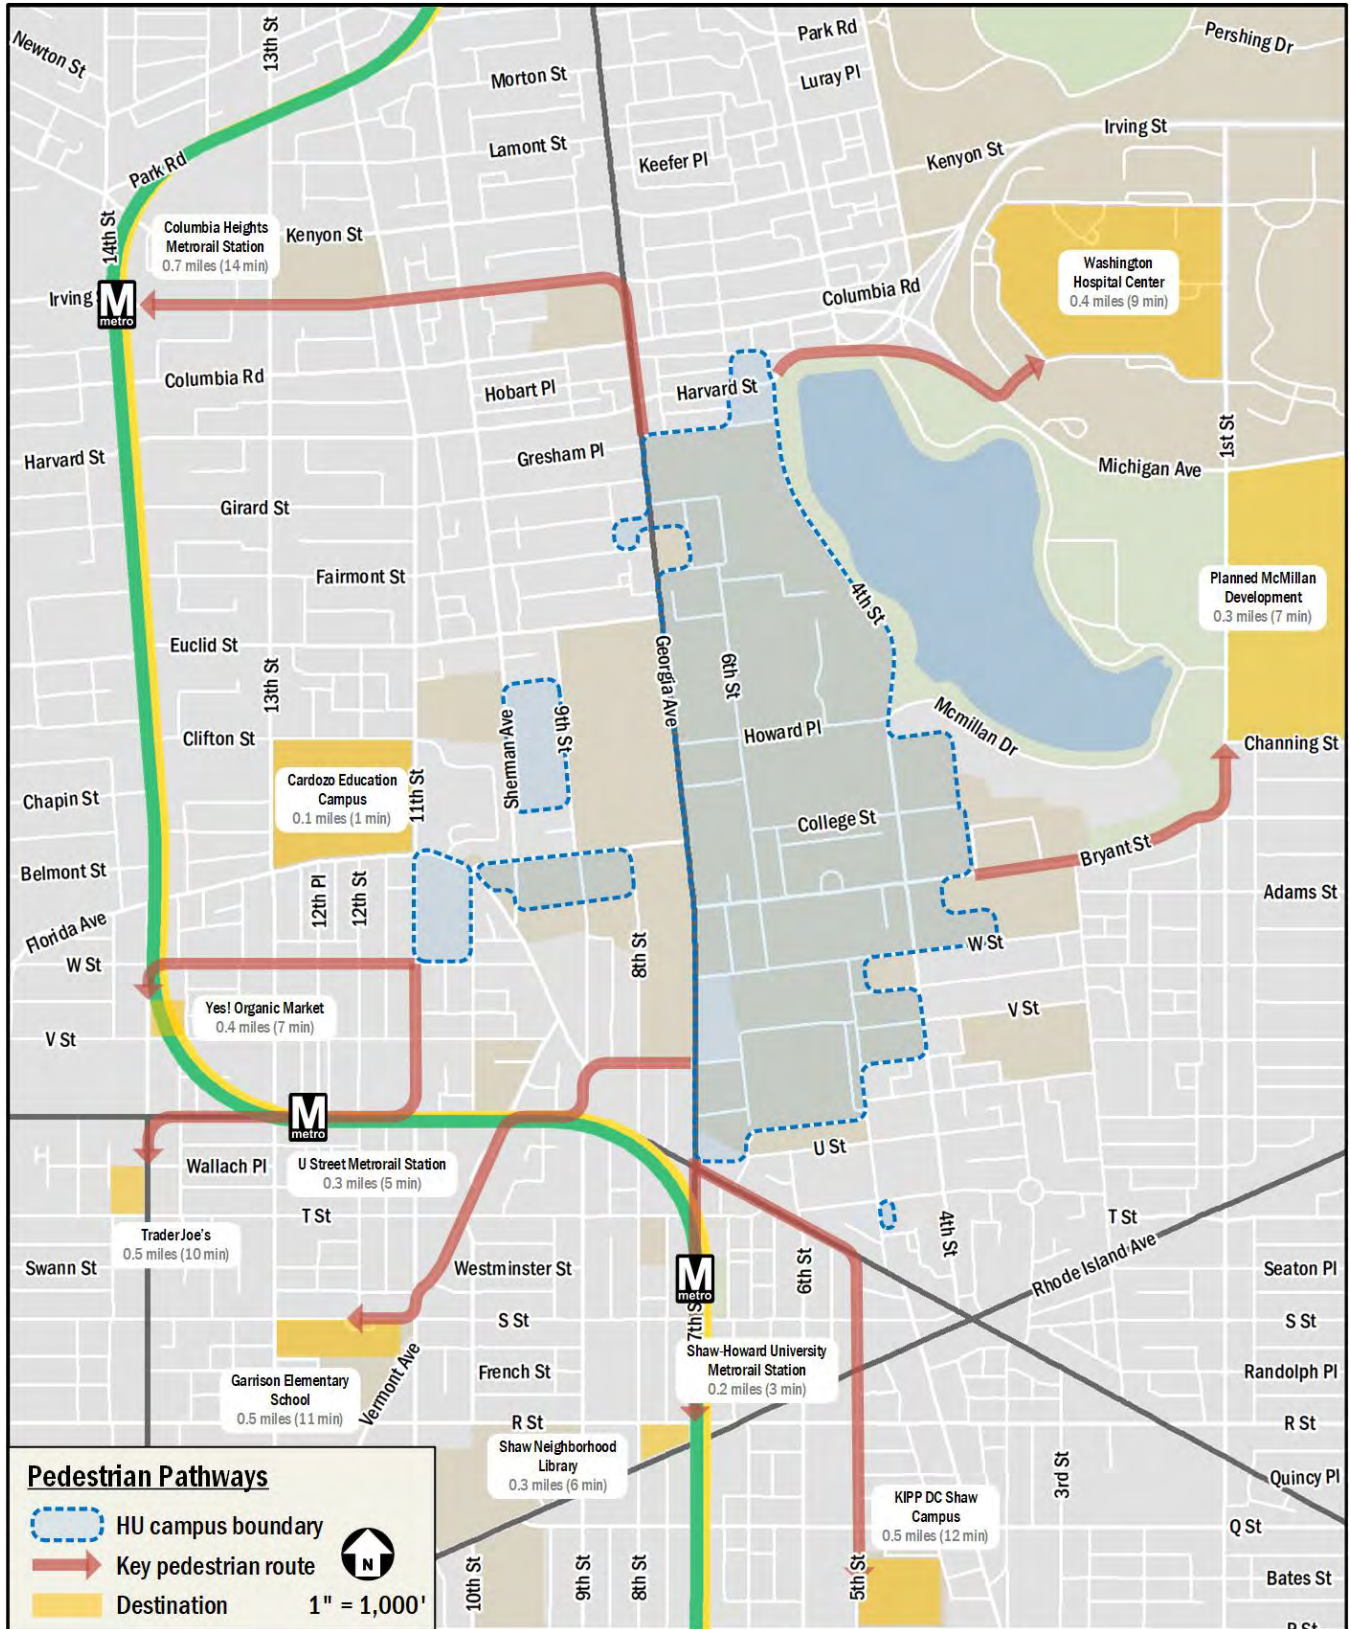 Newton St
13th St
Park Rd
Pershing Dr
Morton St
Luray Pl
Irving St
Lamont St
Keefer Pl
Kenyon St
Park Rd
14th St
Columbia Heights
Metrorail Station
0.7 miles (14 min)
Kenyon St
Washington
Hospital Center
0.4 miles (9 min)
Irving
M
metro
Columbia Rd
Columbia Rd
Hobart Pl
Harvard St
Harvard St
Gresham Pl
Michigan Ave
1st St
Girard St
Fairmont St
4th St
Planned McMillan
Development
0.3 miles (7 min)
Euclid St
13th St
Georgia Ave
6th St
Clifton St
Sherman Ave
9th St
Howard Pl
Mcmillan Dr
Channing St
Cardozo Education
Campus
0.1 miles (1 min)
11th St
Chapin St
College St
Bryant St
Belmont St
12th Pl
12th St
Adams St
Florida Ave
8th St
W St
W St
Yes! Organic Market
0.4 miles (7 min)
V St
V St
M
metro
U St
Wallach Pl
U Street Metrorail Station
0.3 miles (5 min)
T St
T St
4th St
Trader Joe's
0.5 miles (10 min)
Rhode Island Ave
Swann St
Westminster St
M
metro
6th St
Seaton Pl
7th S
S St
S St
Shaw-Howard University
Metrorail Station
0.2 miles (3 min)
French St
Randolph Pl
Garrison Elementary
School
0.5 miles (11 min)
Vermont Ave
R St
R St
Shaw Neighborhood
Library
0.3 miles (6 min)
3rd St
Quincy Pl
KIPP DC Shaw
Campus
0.5 miles (12 min)
Q St
10th St
9th St
8th St
5th St
Bates St
Pedestrian Pathways
HU campus boundary
Key pedestrian route
N
Destination
1" = 1,000'